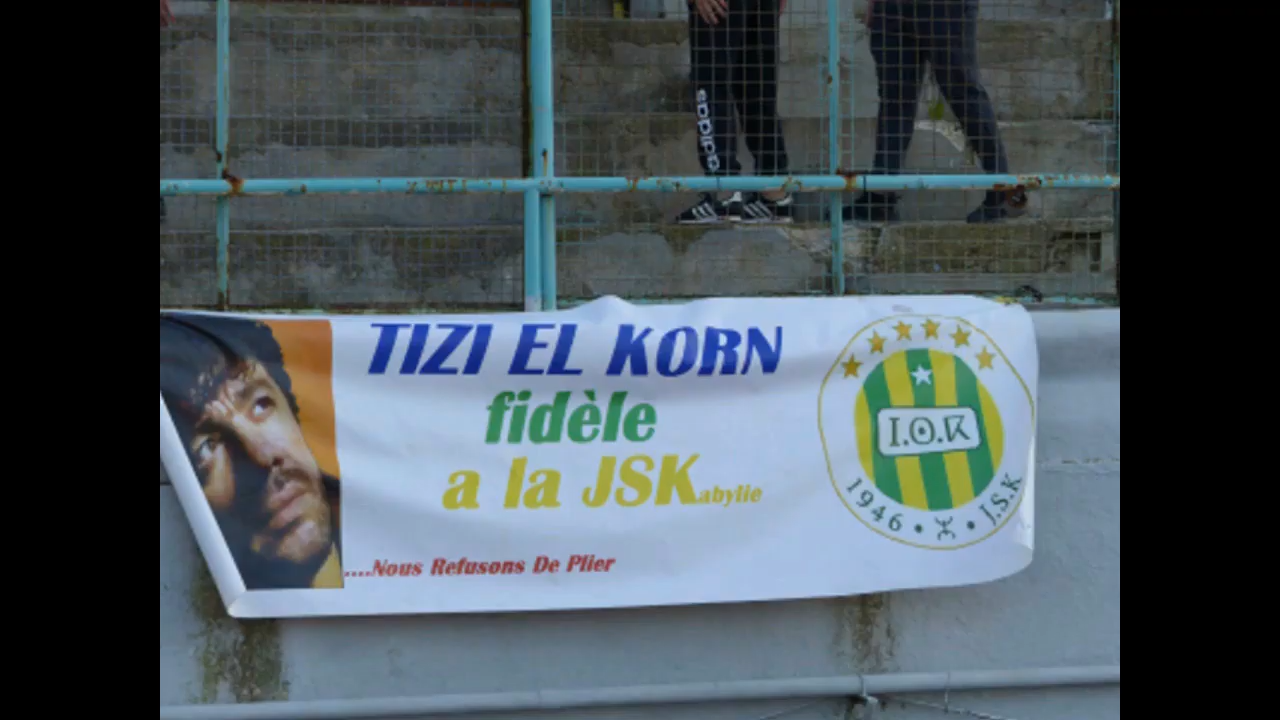 adidas
TIZI EL KORN
fidèle
a la JSKabylie
....Nous Refusons De Plier
I.O.K
1946 • ⵣ • J.S.K